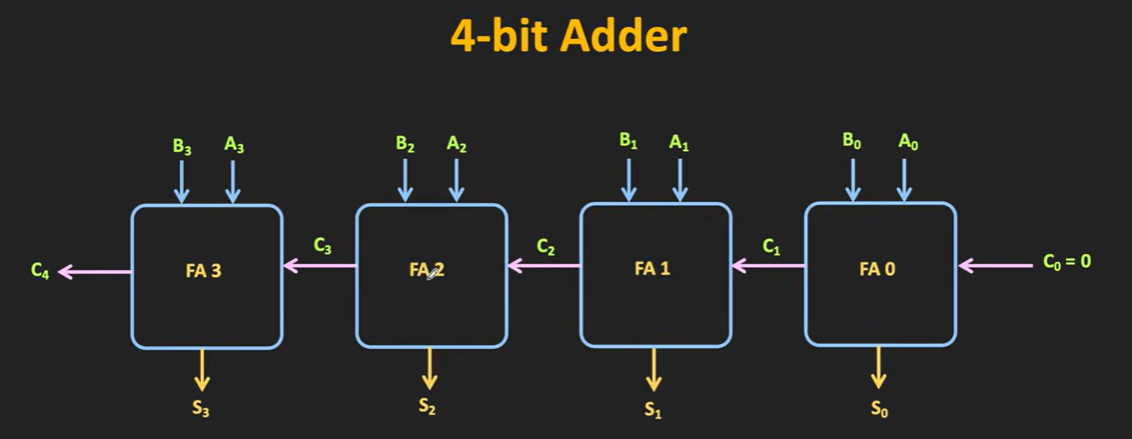 4-bit Adder
B₃ A₃ B₂ A₂ B₁ A₁ B₀ A₀
C₄ FA 3 C₃ FA 2 C₂ FA 1 C₁ FA 0 C₀ = 0
S₃ S₂ S₁ S₀